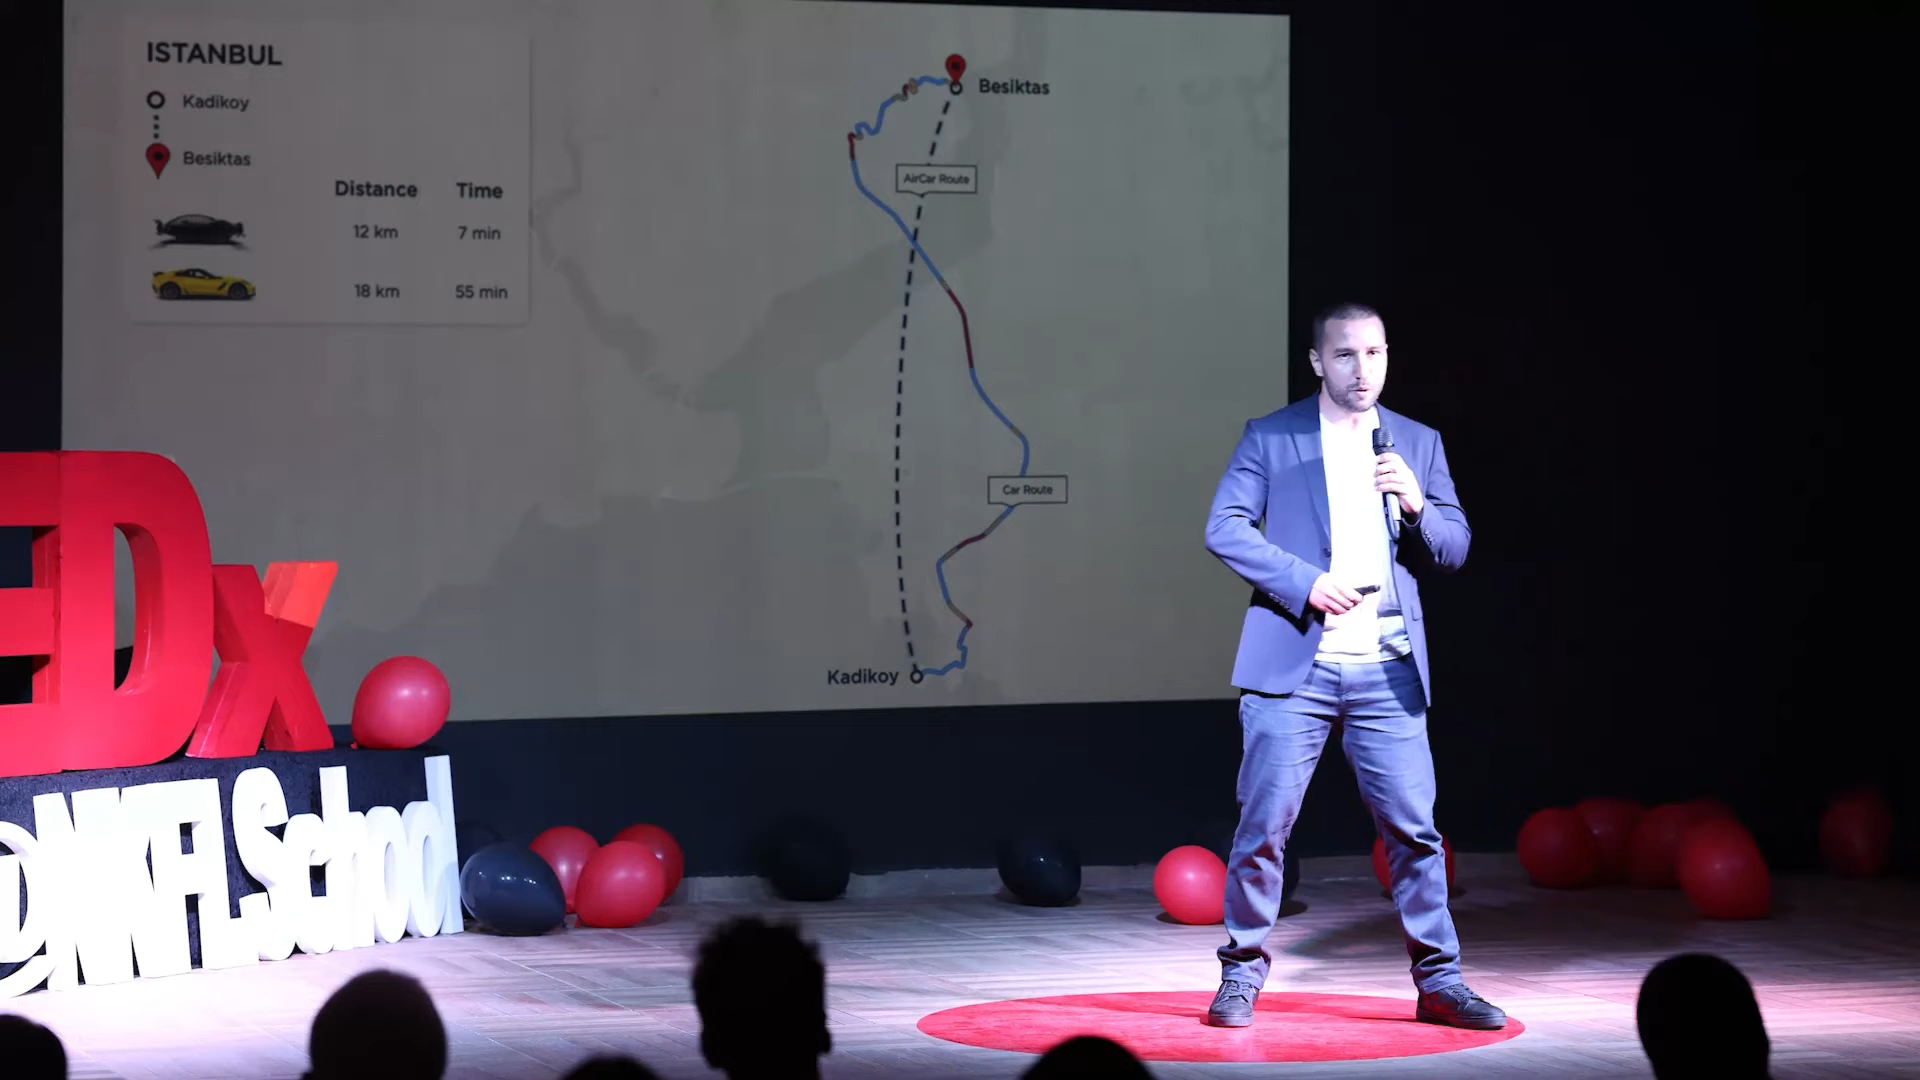 ISTANBUL
Kadikoy
Besiktas
Distance Time
12 km 7 min
18 km 55 min
Besiktas
AirCar Route
Car Route
Kadikoy
EDx
@NKFLSchool